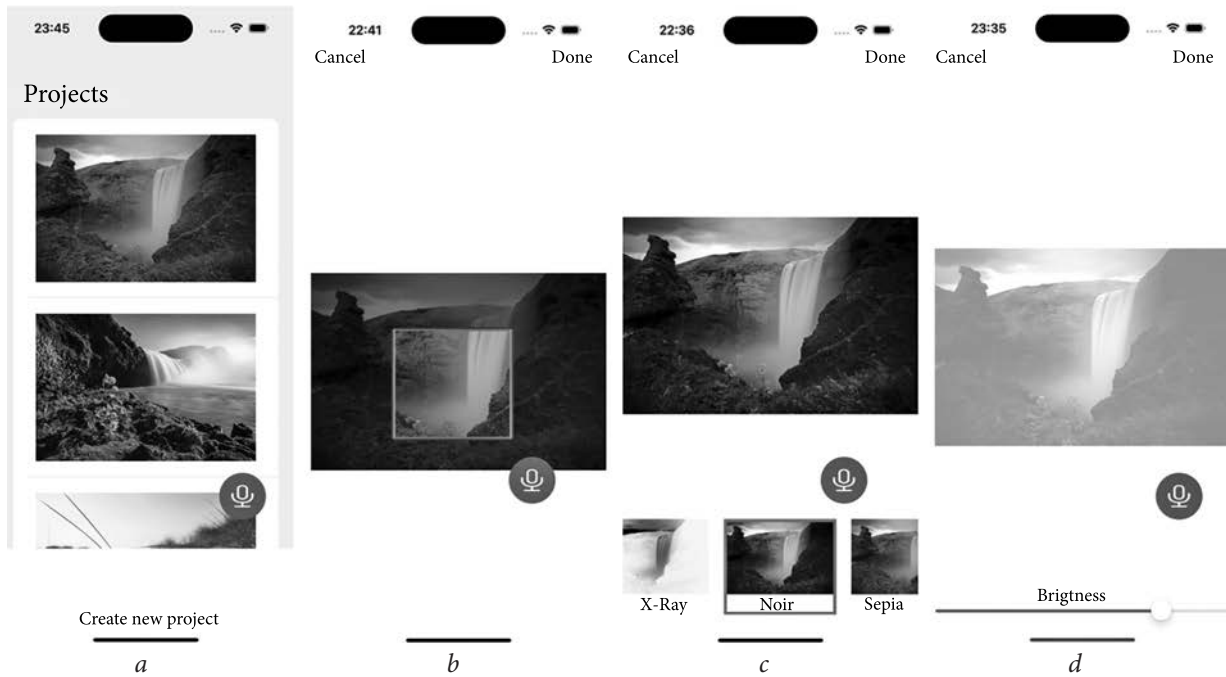 23:45
Projects
Create new project
a
22:41
Cancel Done
b
22:36
Cancel Done
X-Ray Noir Sepia
c
23:35
Cancel Done
Brigtness
d